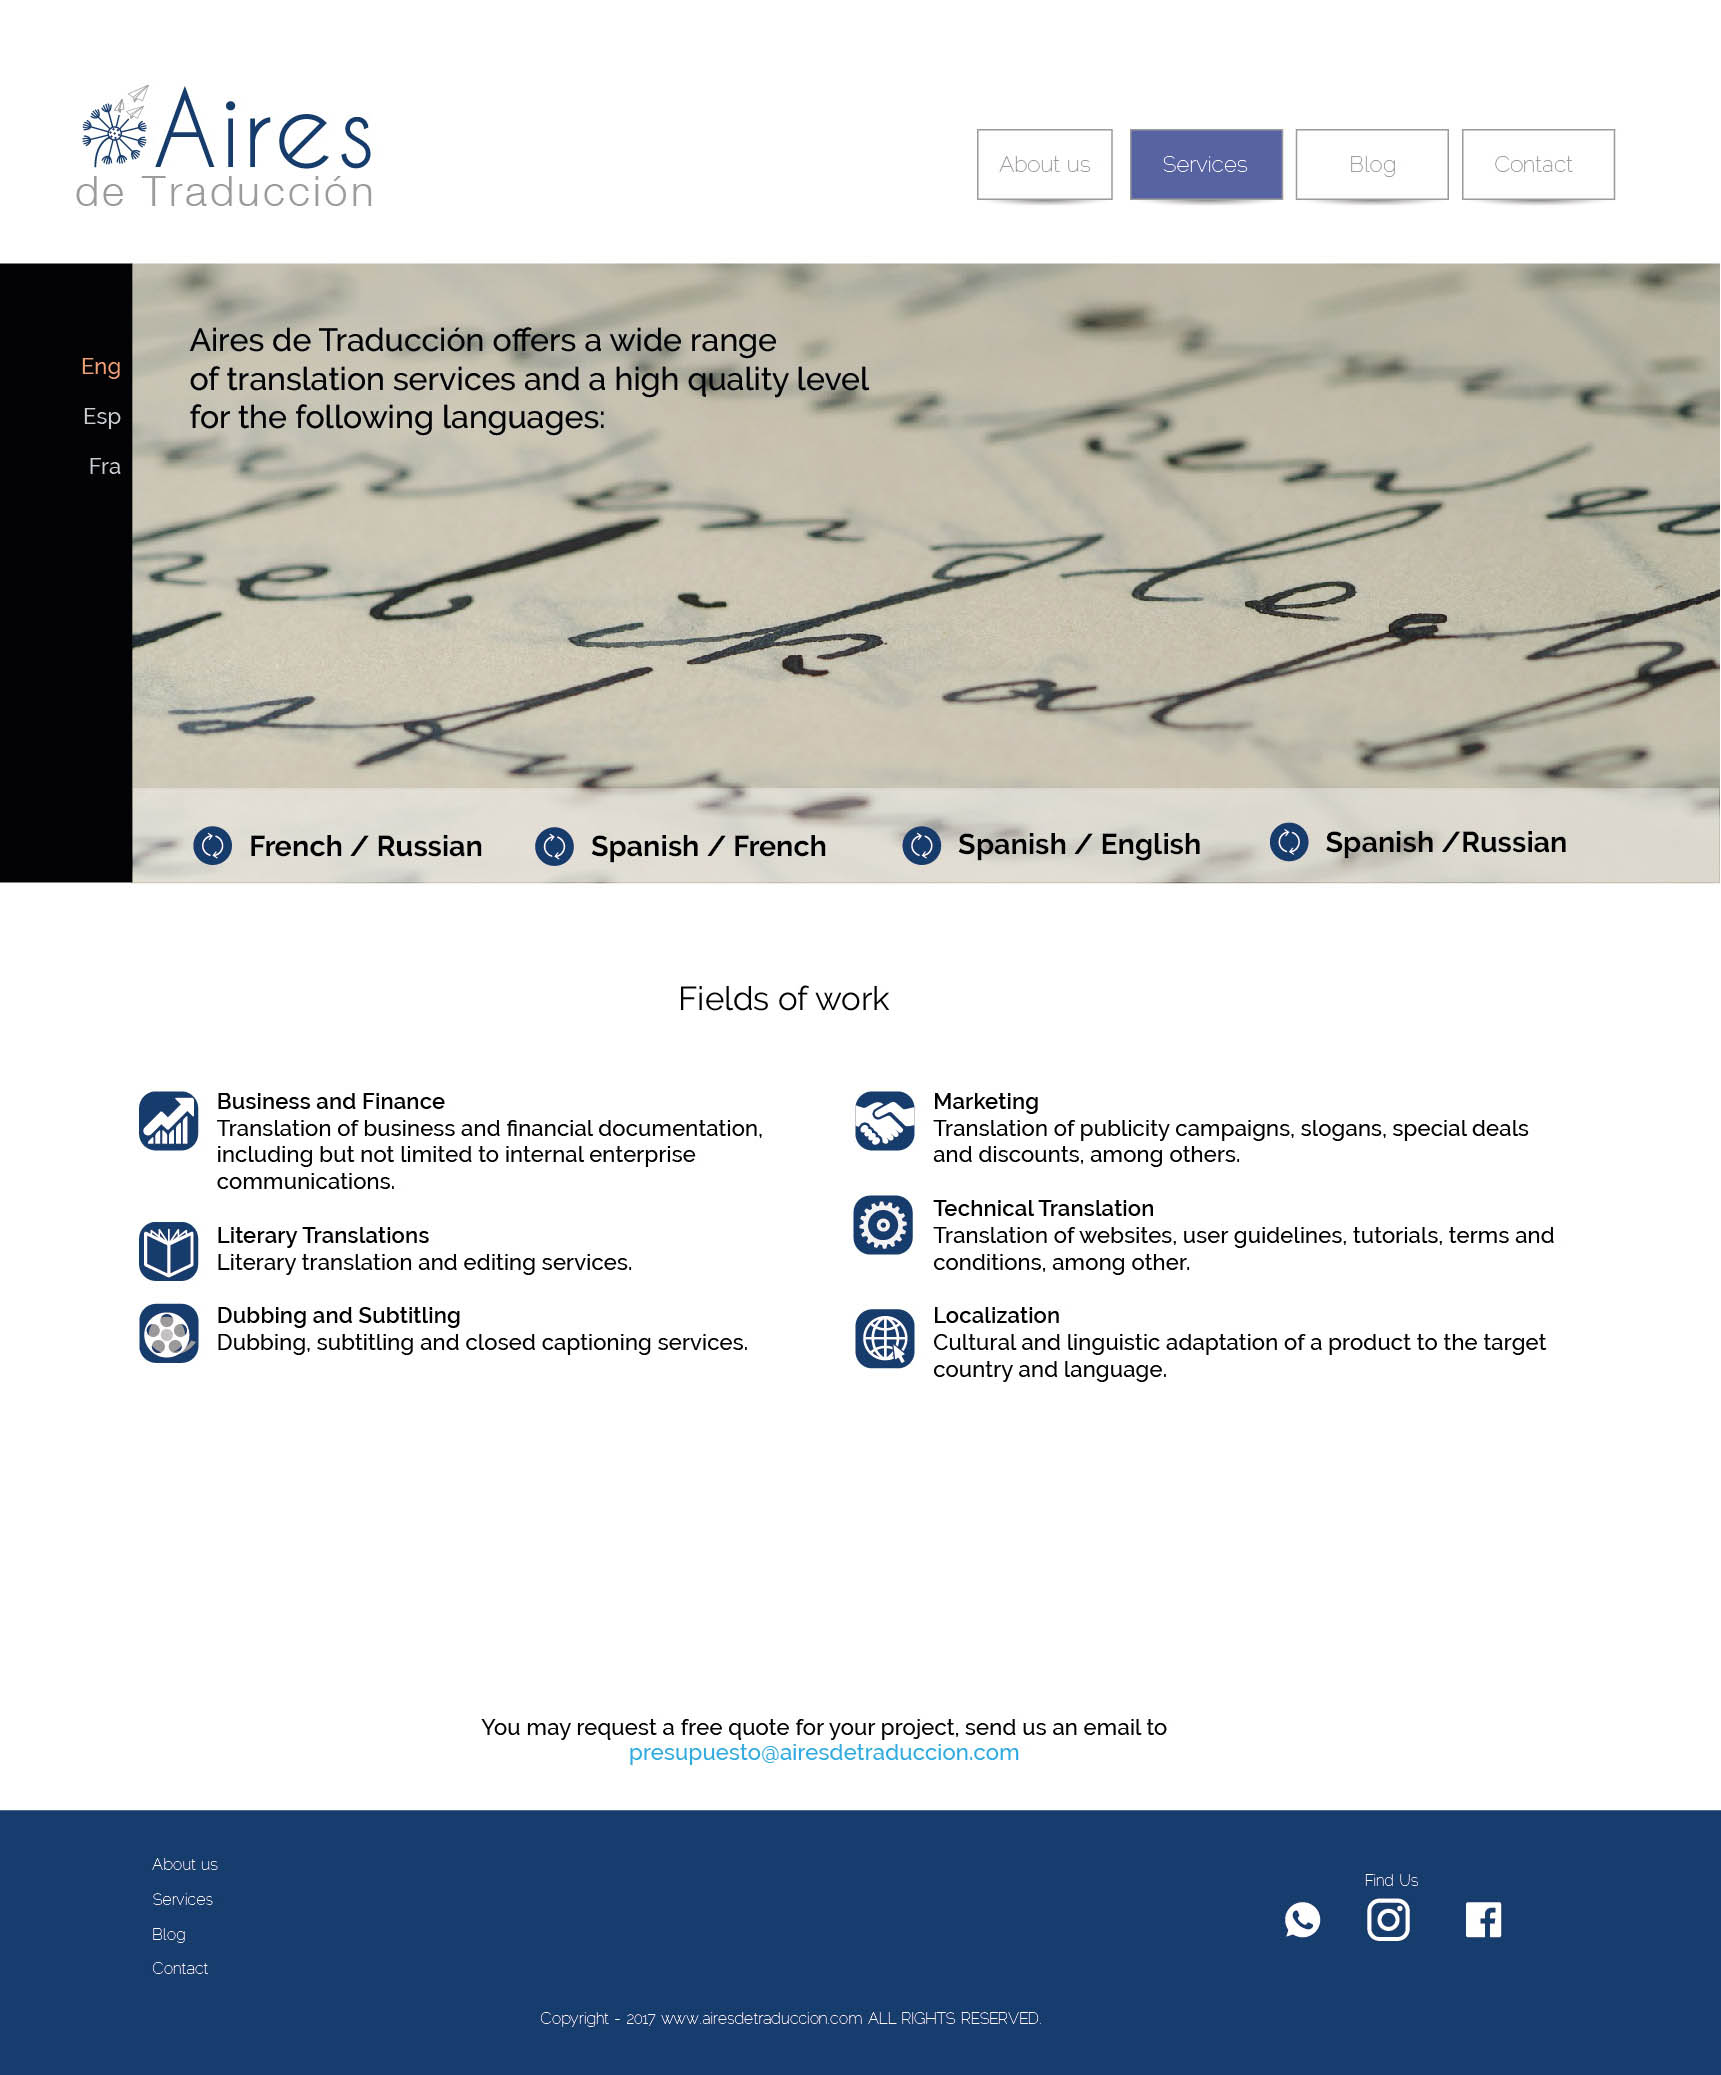 Aires
de Traducción
About us
Services
Blog
Contact
Eng
Esp
Fra
Aires de Traducción offers a wide range
of translation services and a high quality level
for the following languages:
French / Russian
Spanish / French
Spanish / English
Spanish /Russian
Fields of work
Business and Finance
Translation of business and financial documentation,
including but not limited to internal enterprise
communications.
Literary Translations
Literary translation and editing services.
Dubbing and Subtitling
Dubbing, subtitling and closed captioning services.
Marketing
Translation of publicity campaigns, slogans, special deals
and discounts, among others.
Technical Translation
Translation of websites, user guidelines, tutorials, terms and
conditions, among other.
Localization
Cultural and linguistic adaptation of a product to the target
country and language.
You may request a free quote for your project, send us an email to
presupuesto@airesdetraduccion.com
About us
Services
Blog
Contact
Find Us
Copyright - 2017 www.airesdetraduccion.com ALL RIGHTS RESERVED.